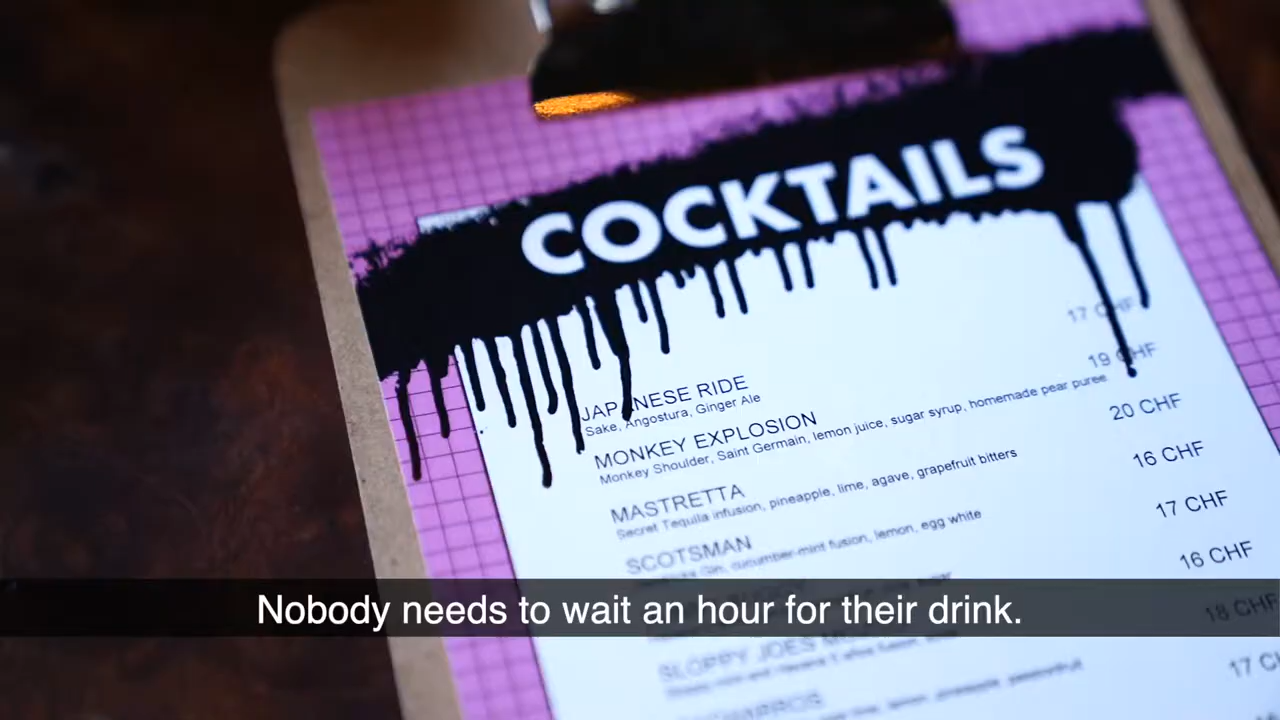 COCKTAILS
17 CHF
JAPANESE RIDE
Sake, Angostura, Ginger Ale
19 CHF
MONKEY EXPLOSION
Monkey Shoulder, Saint Germain, lemon juice, sugar syrup, homemade pear puree
20 CHF
MASTRETTA
Secret Tequila infusion, pineapple, lime, agave, grapefruit bitters
16 CHF
SCOTSMAN
Gin, cucumber-mint fusion, lemon, egg white
17 CHF
16 CHF
18 CHF
SLOPPY JOES
17
Nobody needs to wait an hour for their drink.